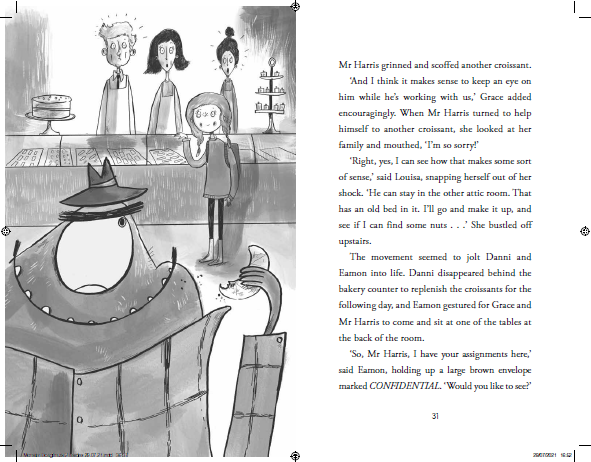 Mr Harris grinned and scoffed another croissant.
‘And I think it makes sense to keep an eye on
him while he’s working with us,’ Grace added
encouragingly. When Mr Harris turned to help
himself to another croissant, she looked at her
family and mouthed, ‘I’m so sorry!’
‘Right, yes, I can see how that makes some sort
of sense,’ said Louisa, snapping herself out of her
shock. ‘He can stay in the other attic room. That
has an old bed in it. I’ll go and make it up, and
see if I can find some nuts . . .’ She bustled off
upstairs.
The movement seemed to jolt Danni and
Eamon into life. Danni disappeared behind the
bakery counter to replenish the croissants for the
following day, and Eamon gestured for Grace and
Mr Harris to come and sit at one of the tables at
the back of the room.
‘So, Mr Harris, I have your assignments here,’
said Eamon, holding up a large brown envelope
marked CONFIDENTIAL. ‘Would you like to see?’
31